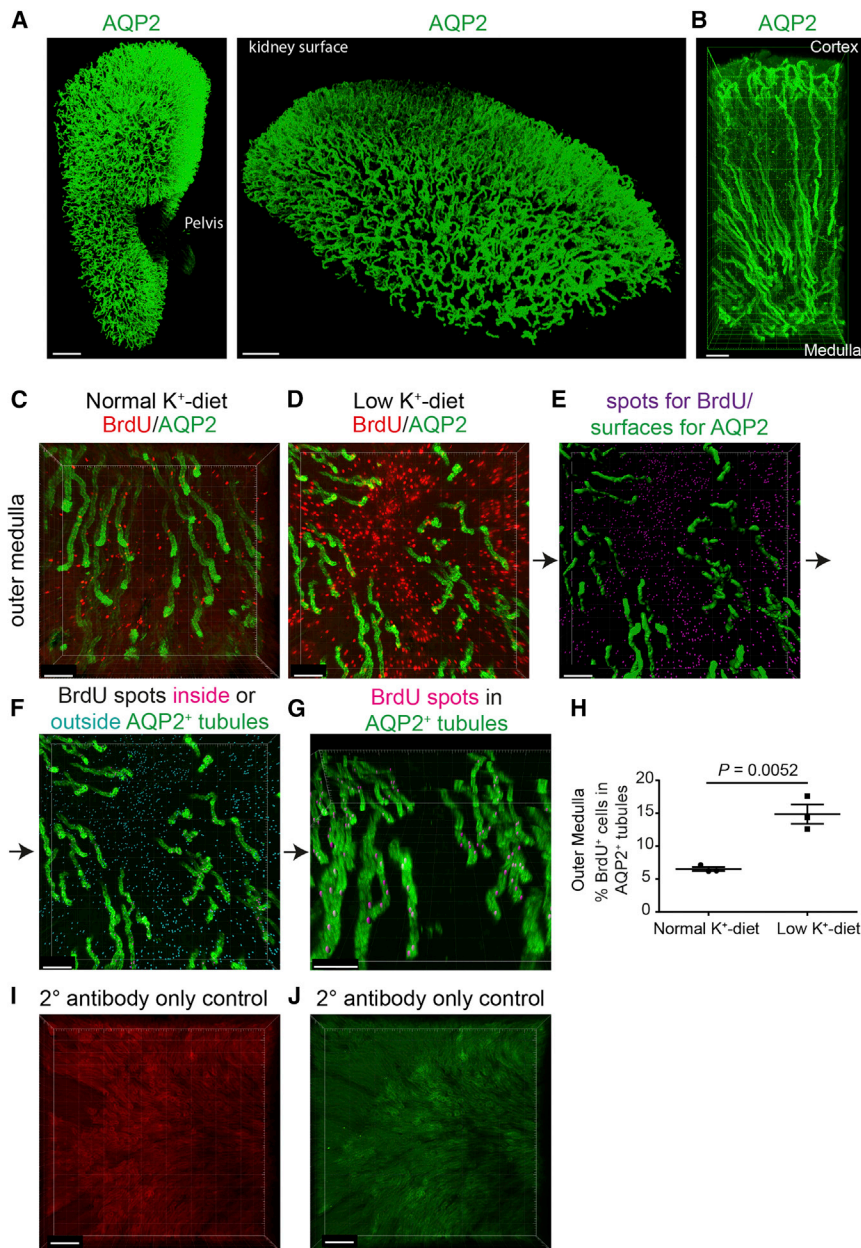 A
AQP2
Pelvis
AQP2
kidney surface
B
AQP2
Cortex
Medulla
C
Normal K⁺-diet
BrdU/AQP2
outer medulla
D
Low K⁺-diet
BrdU/AQP2
E
spots for BrdU/
surfaces for AQP2
F
BrdU spots inside or
outside AQP2⁺ tubules
G
BrdU spots in
AQP2⁺ tubules
H
P = 0.0052
Outer Medulla
% BrdU⁺ cells in
AQP2⁺ tubules
20
15
10
5
0
Normal K⁺-diet
Low K⁺-diet
I
2° antibody only control
J
2° antibody only control